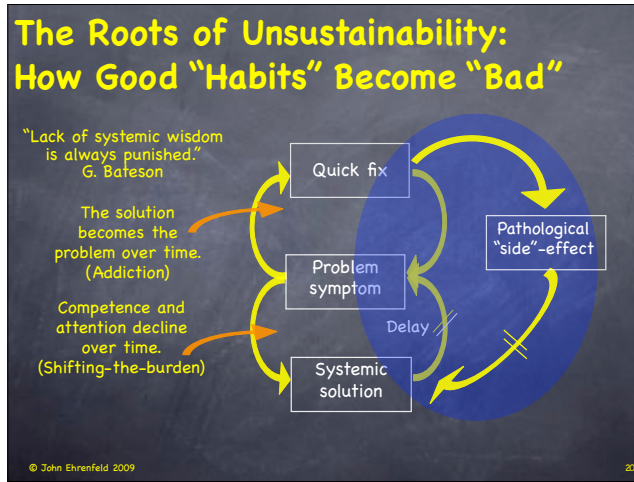 The Roots of Unsustainability:
How Good “Habits” Become “Bad”
“Lack of systemic wisdom
is always punished.”
G. Bateson
The solution
becomes the
problem over time.
(Addiction)
Competence and
attention decline
over time.
(Shifting-the-burden)
Quick fix
Pathological
“side”-effect
Problem
symptom
Delay
Systemic
solution
© John Ehrenfeld 2009
20